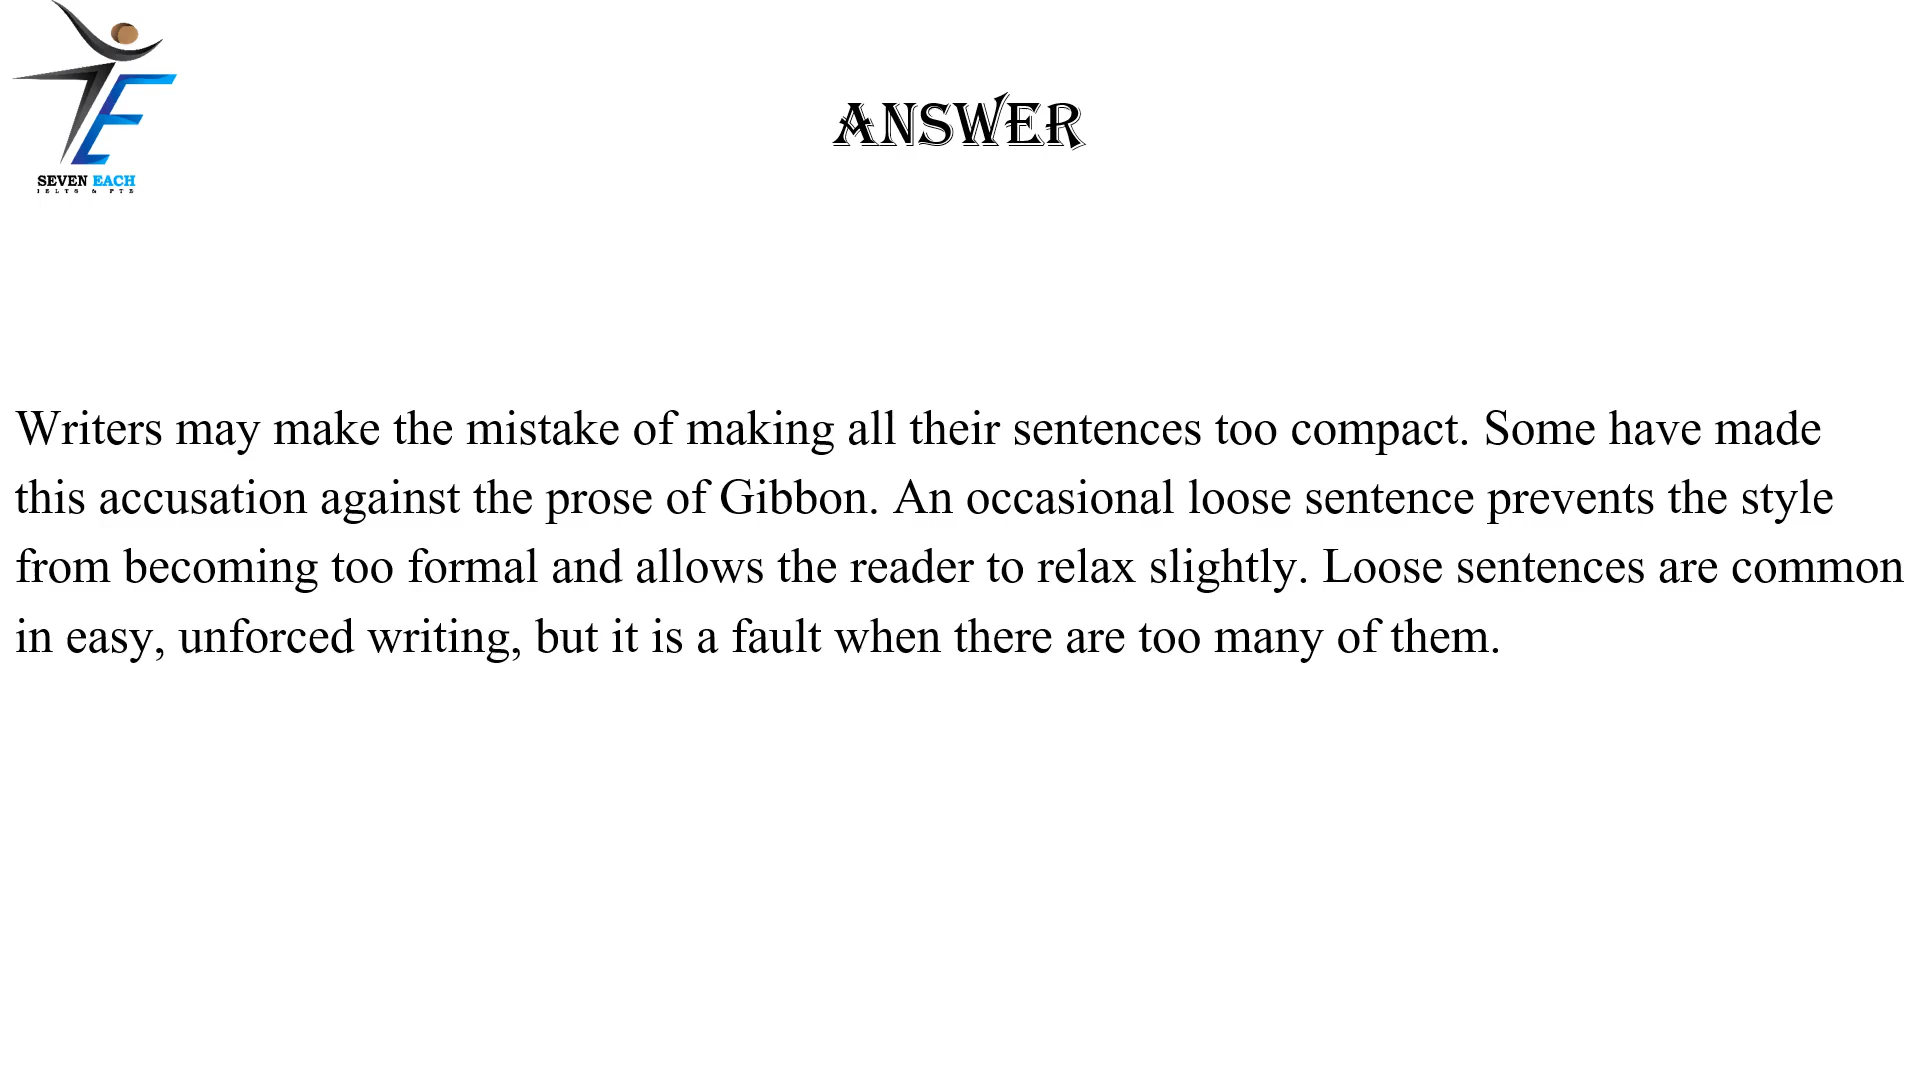 ANSWER
SEVEN EACH
IELTS & PTE
Writers may make the mistake of making all their sentences too compact. Some have made
this accusation against the prose of Gibbon. An occasional loose sentence prevents the style
from becoming too formal and allows the reader to relax slightly. Loose sentences are common
in easy, unforced writing, but it is a fault when there are too many of them.